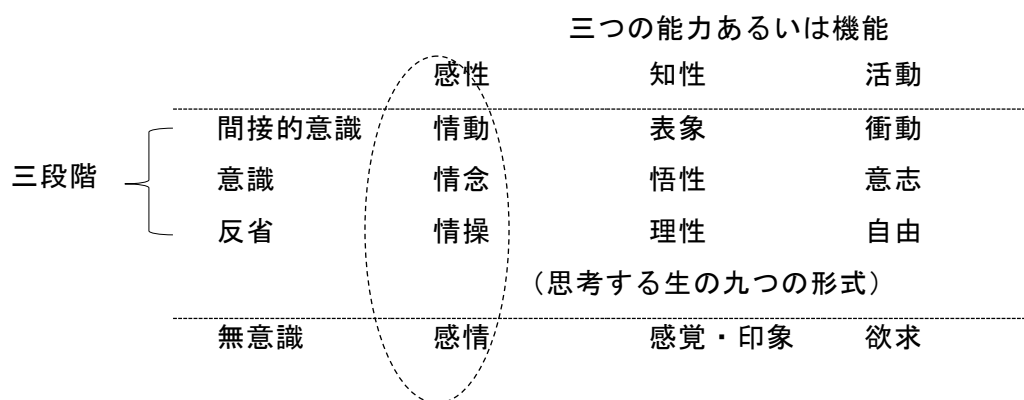 三つの能力あるいは機能
感性 知性 活動
間接的意識 情動 表象 衝動
三段階 意識 情念 悟性 意志
反省 情操 理性 自由
（思考する生の九つの形式）
無意識 感情 感覚・印象 欲求